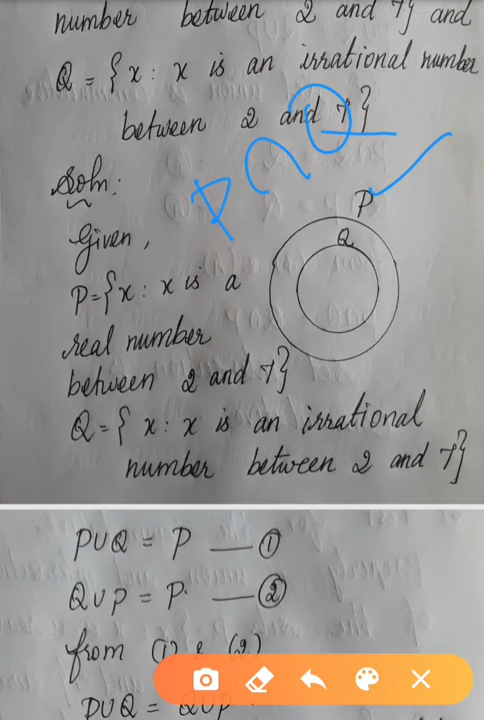 number between 2 and 7} and
Q = {x : x is an irrational number
between 2 and 7}
P ∩ Q
Soln:
Given,
P
Q
P={x : x is a
real number
between 2 and 7}
Q={ x : x is an irrational
number between 2 and 7}
P∪Q = P — ①
Q∪P = P. — ②
from (1) & (2)
P∪Q = Q∪P